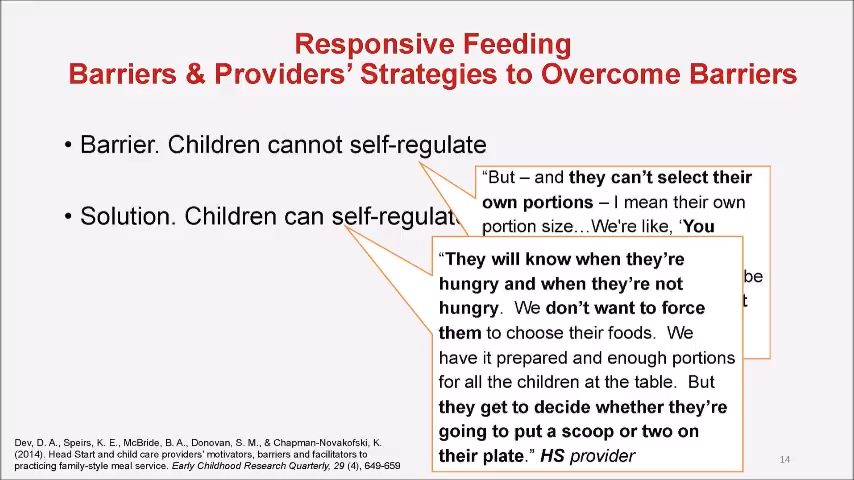 Responsive Feeding
Barriers & Providers’ Strategies to Overcome Barriers
• Barrier. Children cannot self-regulate
“But – and they can’t select their
own portions – I mean their own
portion size…We're like, ‘You
be
• Solution. Children can self-regulate
“They will know when they’re
hungry and when they’re not
hungry. We don’t want to force
them to choose their foods. We
have it prepared and enough portions
for all the children at the table. But
they get to decide whether they’re
going to put a scoop or two on
their plate.” HS provider
Dev, D. A., Speirs, K. E., McBride, B. A., Donovan, S. M., & Chapman-Novakofski, K.
(2014). Head Start and child care providers’ motivators, barriers and facilitators to
practicing family-style meal service. Early Childhood Research Quarterly, 29 (4), 649-659
14